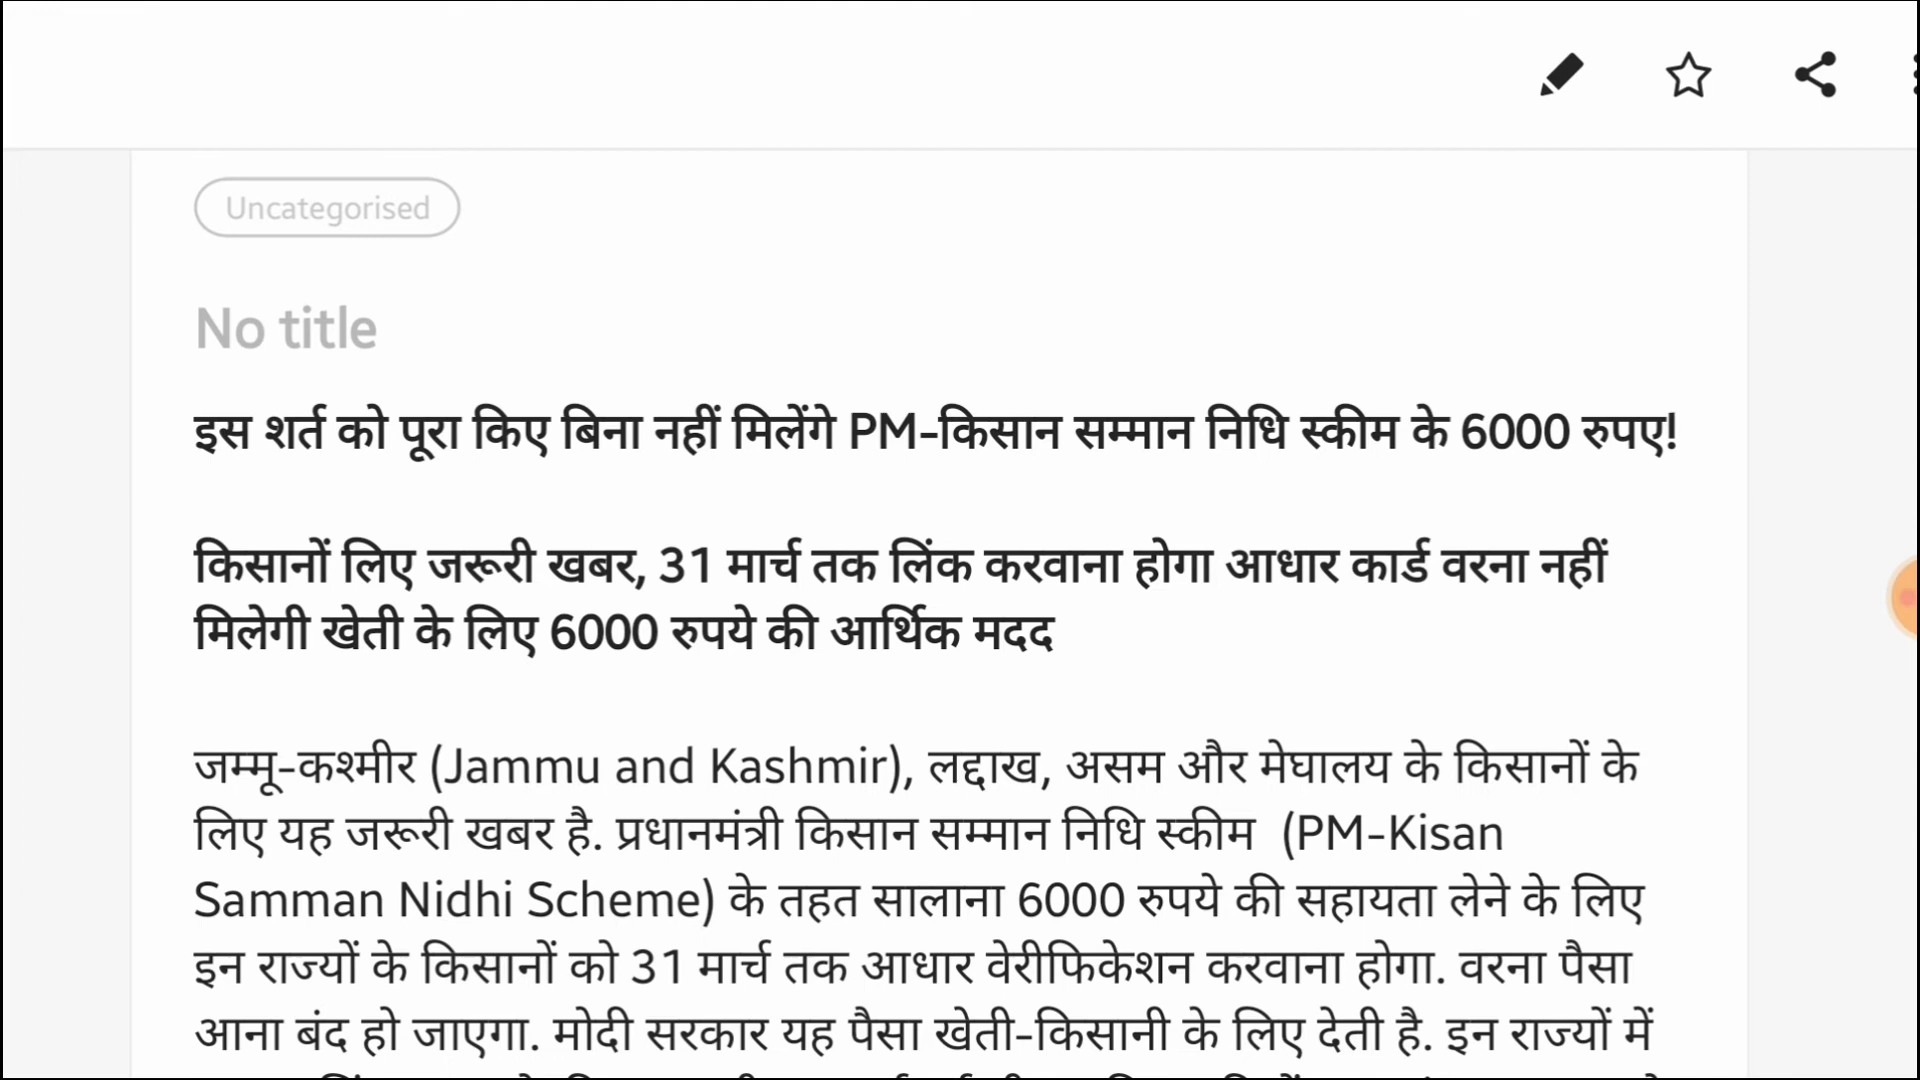 Uncategorised
No title
इस शर्त को पूरा किए बिना नहीं मिलेंगे PM-किसान सम्मान निधि स्कीम के 6000 रुपए!
किसानों लिए जरूरी खबर, 31 मार्च तक लिंक करवाना होगा आधार कार्ड वरना नहीं
मिलेगी खेती के लिए 6000 रुपये की आर्थिक मदद
जम्मू-कश्मीर (Jammu and Kashmir), लद्दाख, असम और मेघालय के किसानों के
लिए यह जरूरी खबर है. प्रधानमंत्री किसान सम्मान निधि स्कीम  (PM-Kisan
Samman Nidhi Scheme) के तहत सालाना 6000 रुपये की सहायता लेने के लिए
इन राज्यों के किसानों को 31 मार्च तक आधार वेरीफिकेशन करवाना होगा. वरना पैसा
आना बंद हो जाएगा. मोदी सरकार यह पैसा खेती-किसानी के लिए देती है. इन राज्यों में